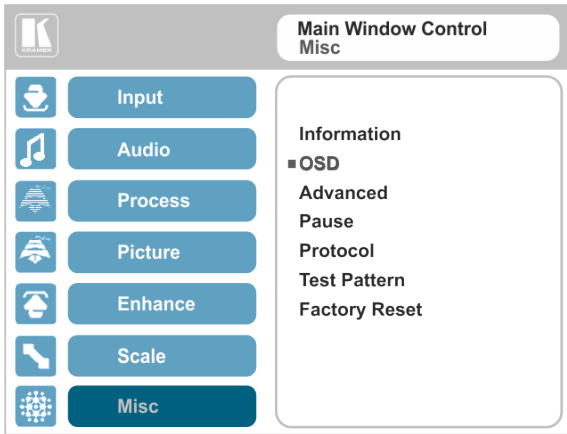 KRAMER
Main Window Control
Misc
Input
Audio
Process
Picture
Enhance
Scale
Misc
Information
OSD
Advanced
Pause
Protocol
Test Pattern
Factory Reset